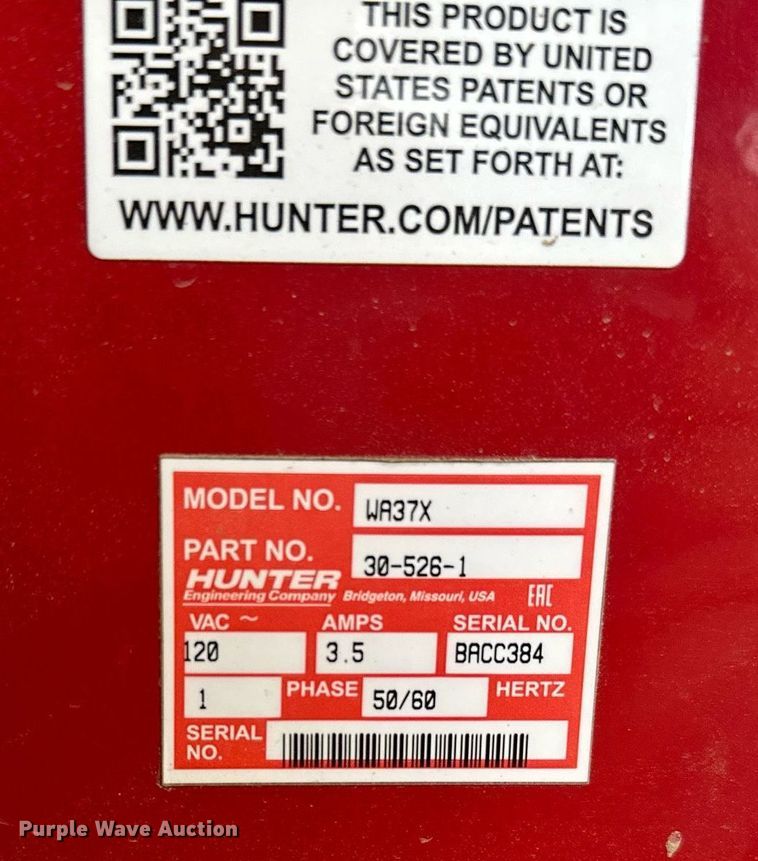 THIS PRODUCT IS
COVERED BY UNITED
STATES PATENTS OR
FOREIGN EQUIVALENTS
AS SET FORTH AT:
WWW.HUNTER.COM/PATENTS
MODEL NO. WA37X
PART NO. 30-526-1
HUNTER
Engineering Company Bridgeton, Missouri, USA EAC
VAC ~ AMPS SERIAL NO.
120 3.5 BACC384
1 PHASE 50/60 HERTZ
SERIAL
NO.
Purple Wave Auction